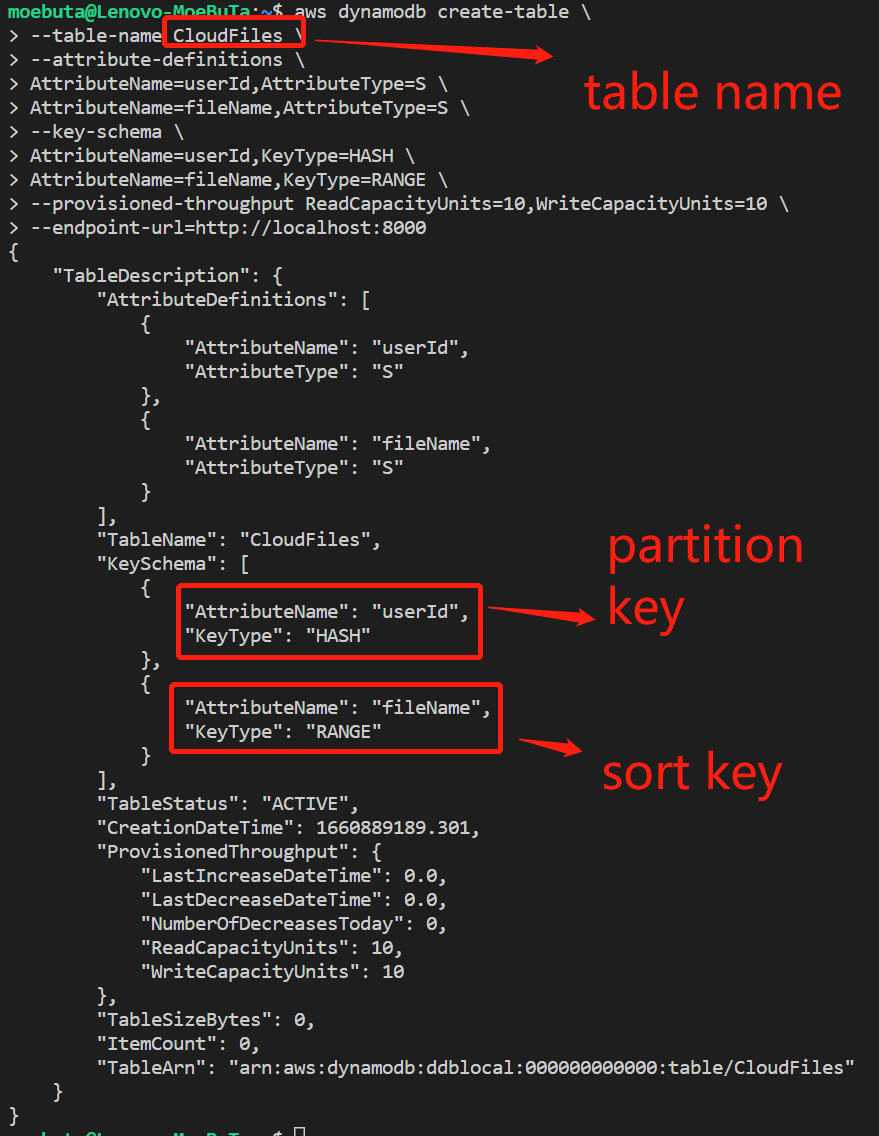 moebuta@Lenovo-MoeBuTa:~$ aws dynamodb create-table \
> --table-name CloudFiles \
> --attribute-definitions \
> AttributeName=userId,AttributeType=S \
> AttributeName=fileName,AttributeType=S \
> --key-schema \
> AttributeName=userId,KeyType=HASH \
> AttributeName=fileName,KeyType=RANGE \
> --provisioned-throughput ReadCapacityUnits=10,WriteCapacityUnits=10 \
> --endpoint-url=http://localhost:8000
table name
{
    "TableDescription": {
        "AttributeDefinitions": [
            {
                "AttributeName": "userId",
                "AttributeType": "S"
            },
            {
                "AttributeName": "fileName",
                "AttributeType": "S"
            }
        ],
        "TableName": "CloudFiles",
        "KeySchema": [
            {
                "AttributeName": "userId",
                "KeyType": "HASH"
            },
            {
                "AttributeName": "fileName",
                "KeyType": "RANGE"
            }
        ],
partition
key
sort key
        "TableStatus": "ACTIVE",
        "CreationDateTime": 1660889189.301,
        "ProvisionedThroughput": {
            "LastIncreaseDateTime": 0.0,
            "LastDecreaseDateTime": 0.0,
            "NumberOfDecreasesToday": 0,
            "ReadCapacityUnits": 10,
            "WriteCapacityUnits": 10
        },
        "TableSizeBytes": 0,
        "ItemCount": 0,
        "TableArn": "arn:aws:dynamodb:ddblocal:000000000000:table/CloudFiles"
    }
}